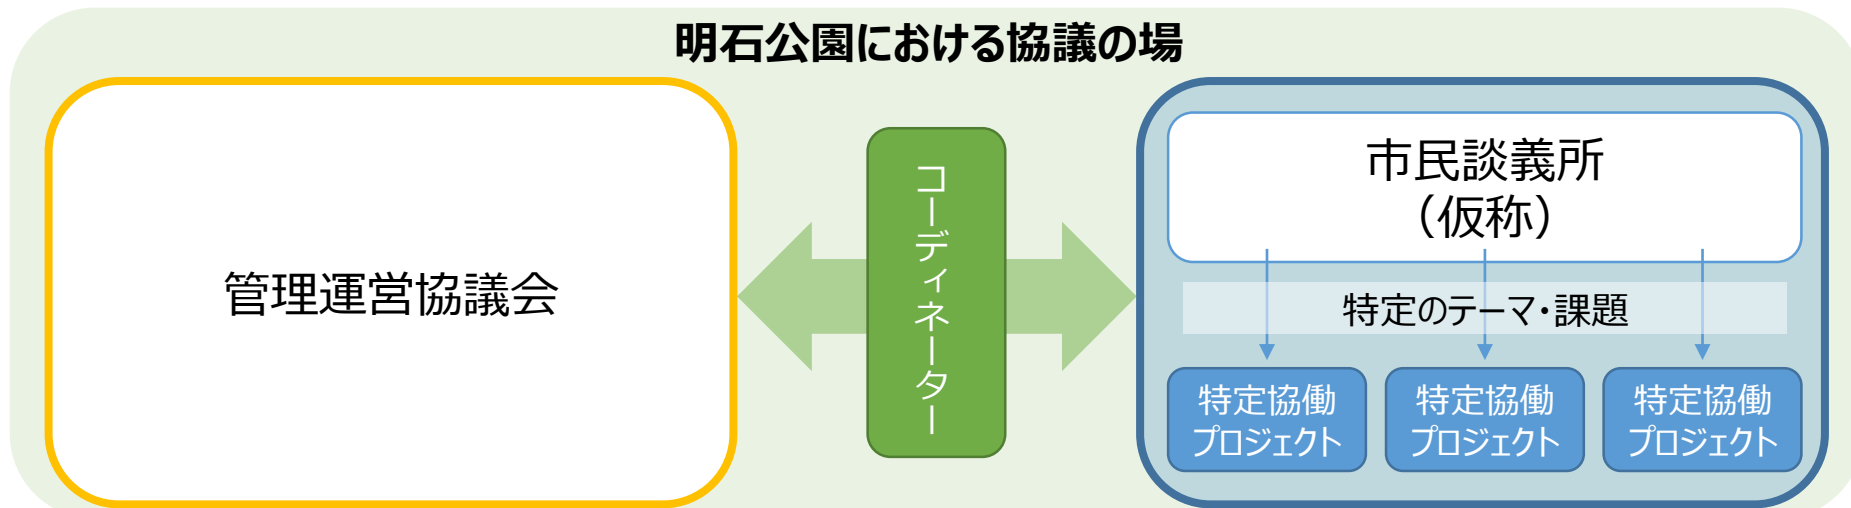 明石公園における協議の場
管理運営協議会
コーディネーター
市民談義所
（仮称）
特定のテーマ・課題
特定協働
プロジェクト
特定協働
プロジェクト
特定協働
プロジェクト